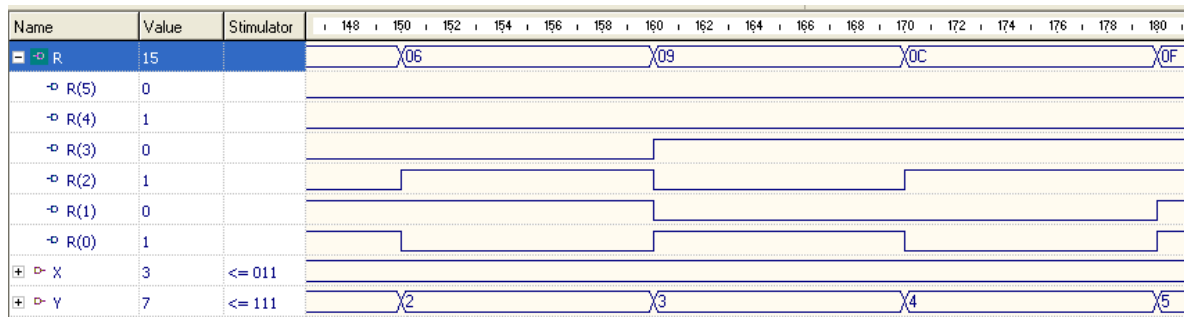 Name Value Stimulator 148 150 152 154 156 158 160 162 164 166 168 170 172 174 176 178 180
R 15 06 09 0C 0F
R(5) 0
R(4) 1
R(3) 0
R(2) 1
R(1) 0
R(0) 1
X 3 <= 011
Y 7 <= 111 2 3 4 5